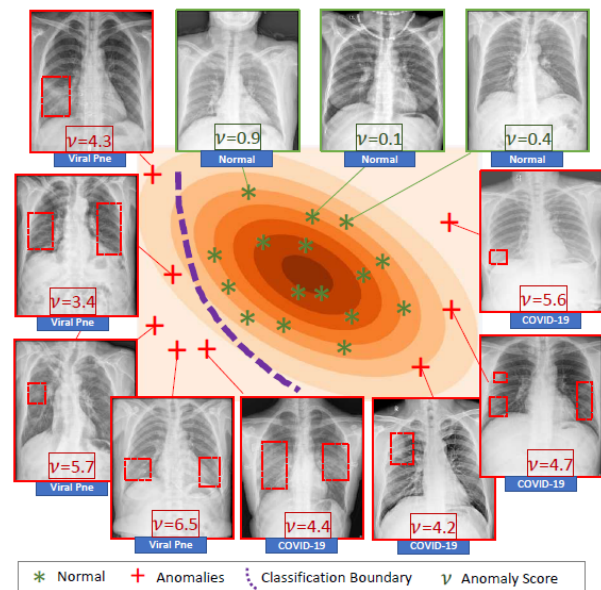 ν=4.3
Viral Pne
ν=0.9
Normal
ν=0.1
Normal
ν=0.4
Normal
ν=3.4
Viral Pne
ν=5.6
COVID-19
ν=5.7
Viral Pne
ν=6.5
Viral Pne
ν=4.4
COVID-19
ν=4.2
COVID-19
ν=4.7
COVID-19
Normal
Anomalies
Classification Boundary
ν Anomaly Score